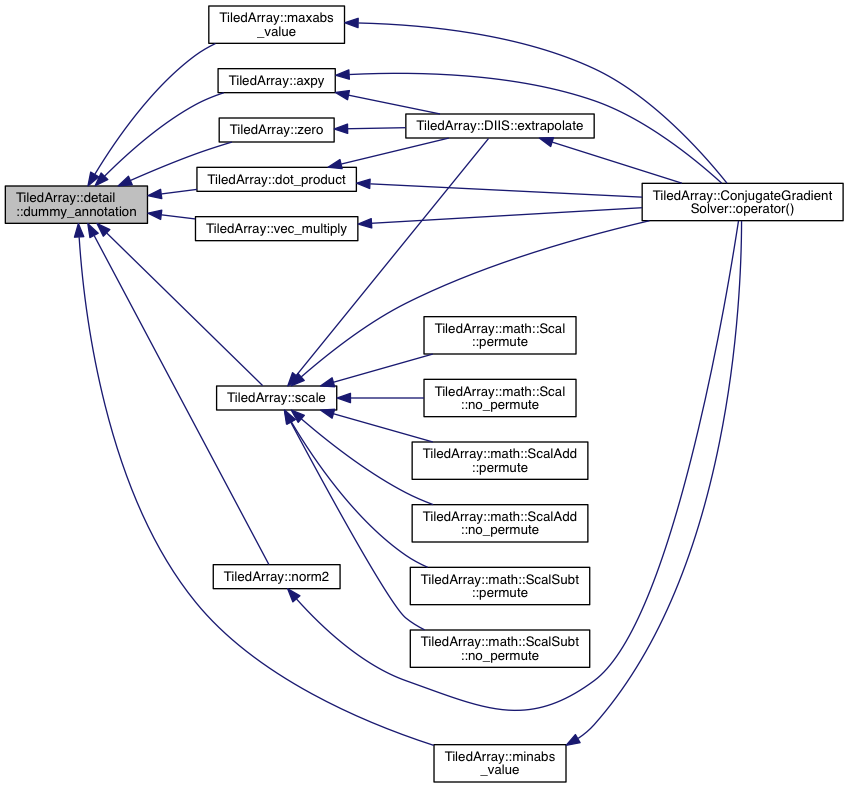 TiledArray::maxabs
_value
TiledArray::axpy
TiledArray::zero
TiledArray::DIIS::extrapolate
TiledArray::dot_product
TiledArray::detail
::dummy_annotation
TiledArray::ConjugateGradient
Solver::operator()
TiledArray::vec_multiply
TiledArray::math::Scal
::permute
TiledArray::scale
TiledArray::math::Scal
::no_permute
TiledArray::math::ScalAdd
::permute
TiledArray::math::ScalAdd
::no_permute
TiledArray::norm2
TiledArray::math::ScalSubt
::permute
TiledArray::math::ScalSubt
::no_permute
TiledArray::minabs
_value